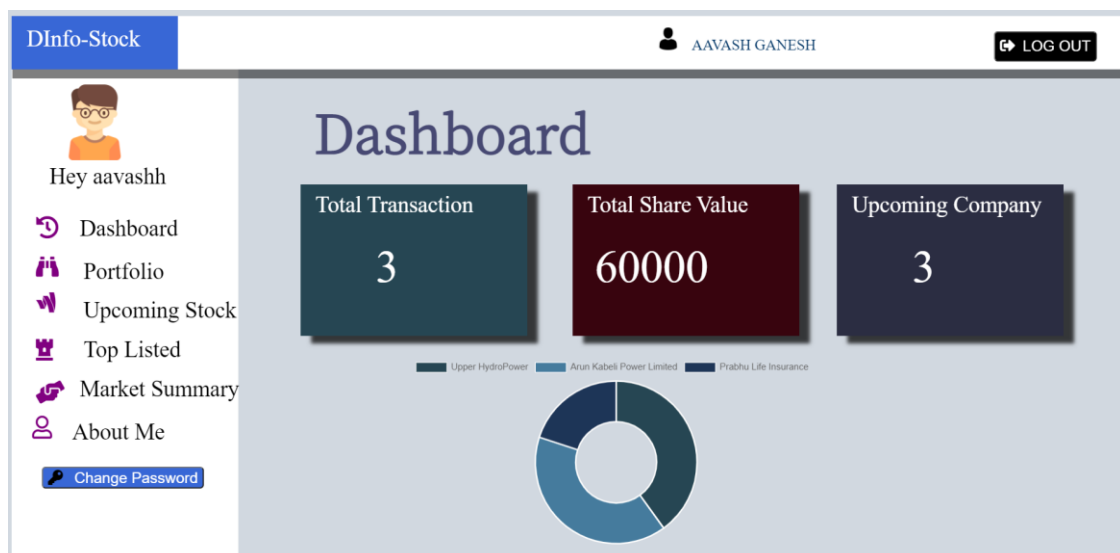 DInfo-Stock
AAVASH GANESH
LOG OUT
Hey aavashh
Dashboard
Portfolio
Upcoming Stock
Top Listed
Market Summary
About Me
Change Password
Dashboard
Total Transaction
3
Total Share Value
60000
Upcoming Company
3
Upper HydroPower
Arun Kabeli Power Limited
Prabhu Life Insurance